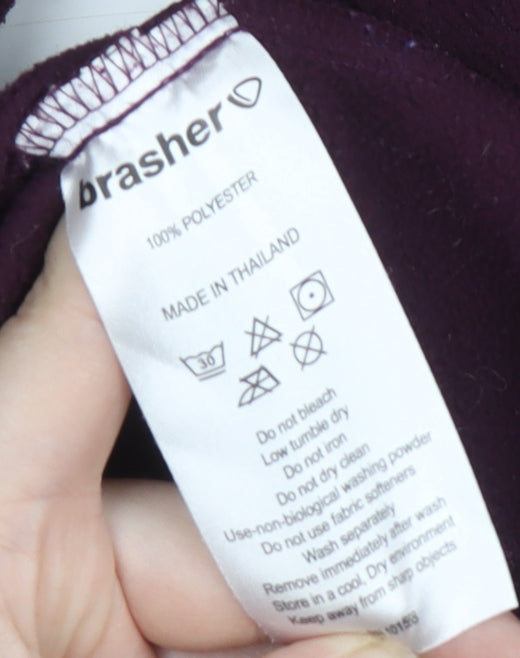 brasher
100% POLYESTER
MADE IN THAILAND
30
Do not bleach
Low tumble dry
Do not iron
Do not dry clean
Use-non-biological washing powder
Do not use fabric softeners
Wash separately
Remove immediately after wash
Store in a cool, Dry environment
Keep away from sharp objects